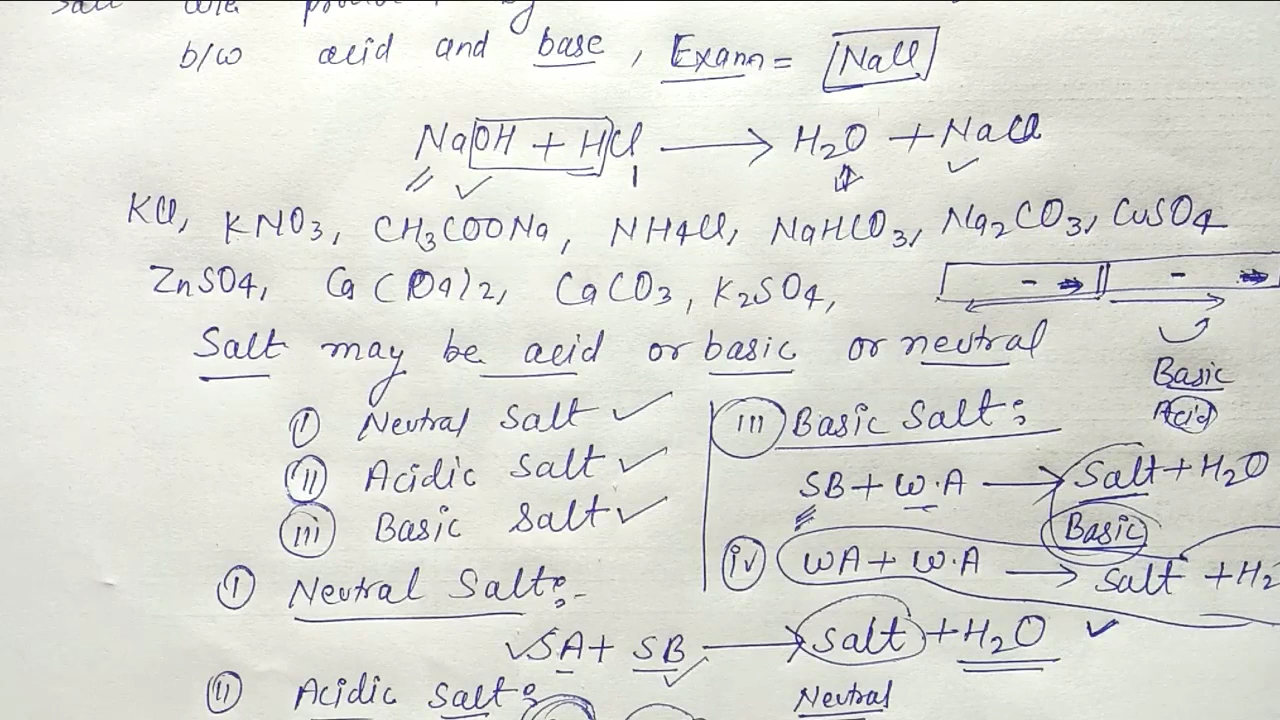 Salt are by
b/w acid and base, Exam = NaCl
NaOH + HCl ⟶ H2O + NaCl
KCl, KNO3, CH3COONa, NH4Cl, NaHCO3, Na2CO3, CuSO4
ZnSO4, CaCO3, K2SO4,
Salt may be acid or basic or neutral
Basic
Acid
(i) Neutral Salt ✓
(ii) Acidic Salt ✓
(iii) Basic Salt ✓
(i) Neutral Salt:-
✓SA + SB ⟶ Salt + H2O ✓
Neutral
(ii) Acidic Salt:
(iii) Basic Salt:
SB + W.A ⟶ Salt + H2O
Basic
(iv) WA + W.A ⟶ Salt + H2